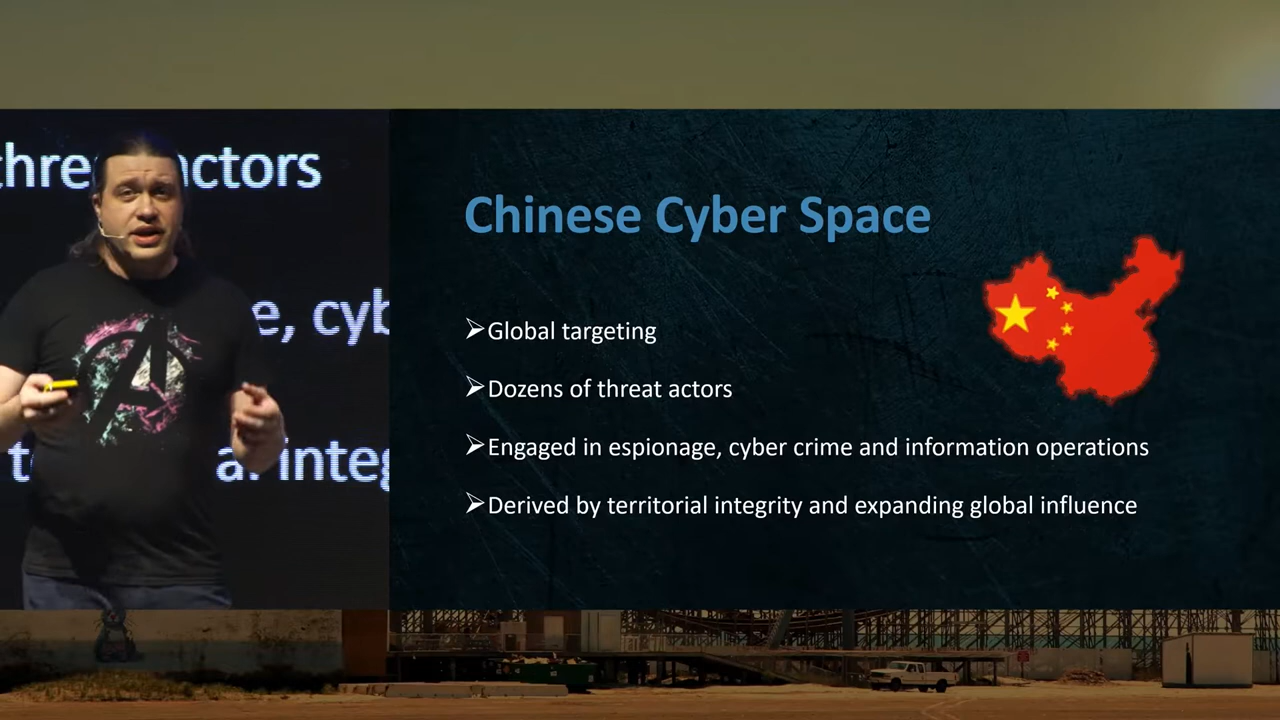 thre actors
e, cyb
integ
Chinese Cyber Space
➢Global targeting
➢Dozens of threat actors
➢Engaged in espionage, cyber crime and information operations
➢Derived by territorial integrity and expanding global influence